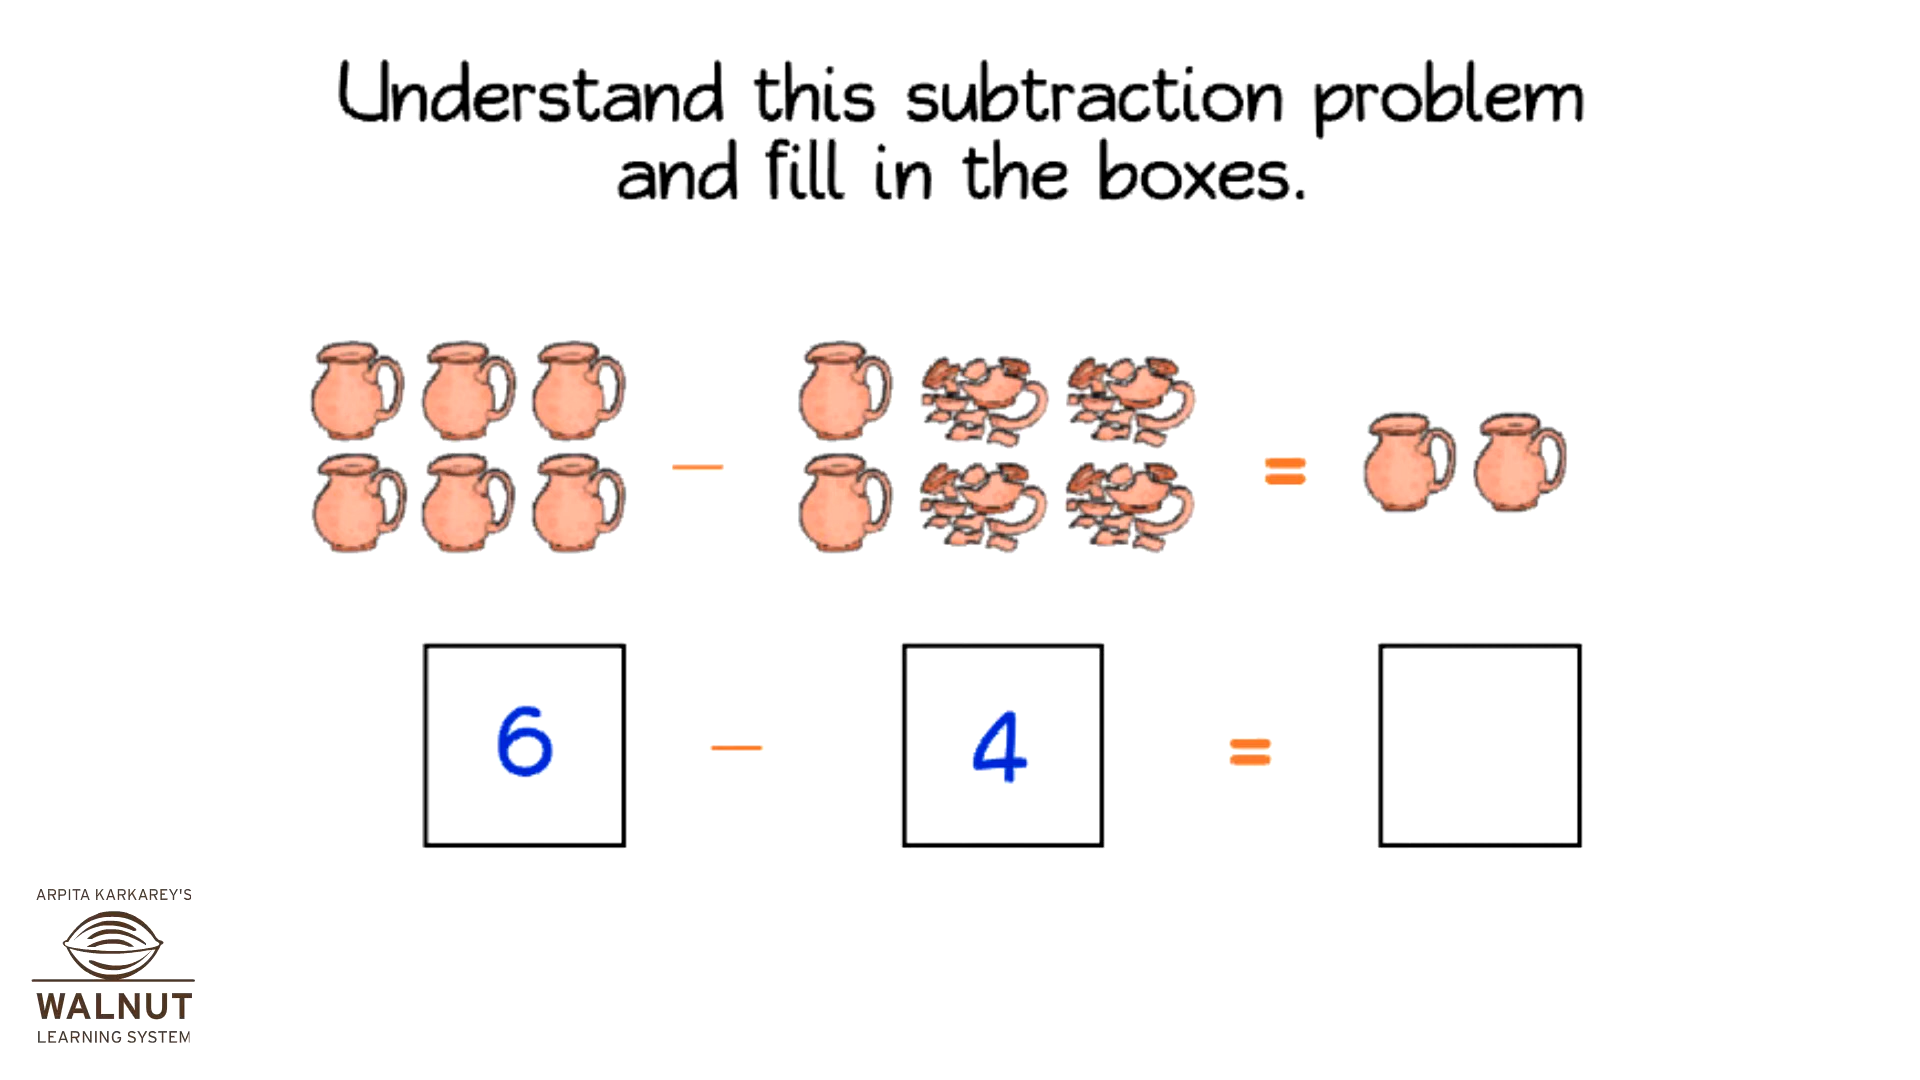 Understand this subtraction problem
and fill in the boxes.
— =
6 — 4 =
ARPITA KARKAREY'S
WALNUT
LEARNING SYSTEM